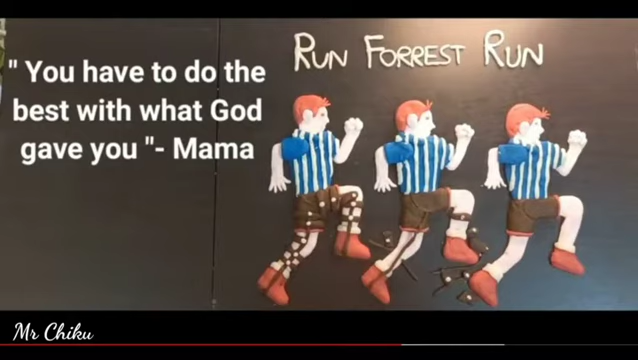 " You have to do the
best with what God
gave you "- Mama
RUN FORREST RUN
Mr Chiku